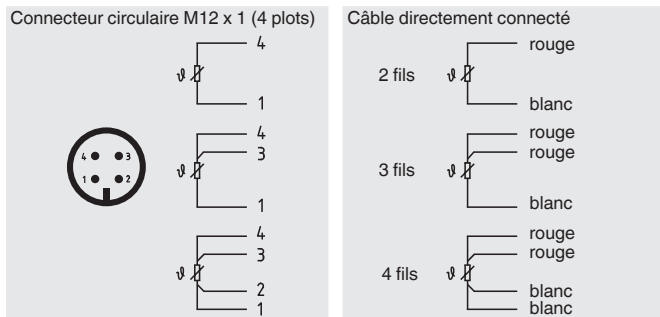 Connecteur circulaire M12 x 1 (4 plots)
ϑ
4
1
4
3
1
2
ϑ
4
3
1
ϑ
4
3
2
1
Câble directement connecté
2 fils
ϑ
rouge
blanc
3 fils
ϑ
rouge
rouge
blanc
4 fils
ϑ
rouge
rouge
blanc
blanc